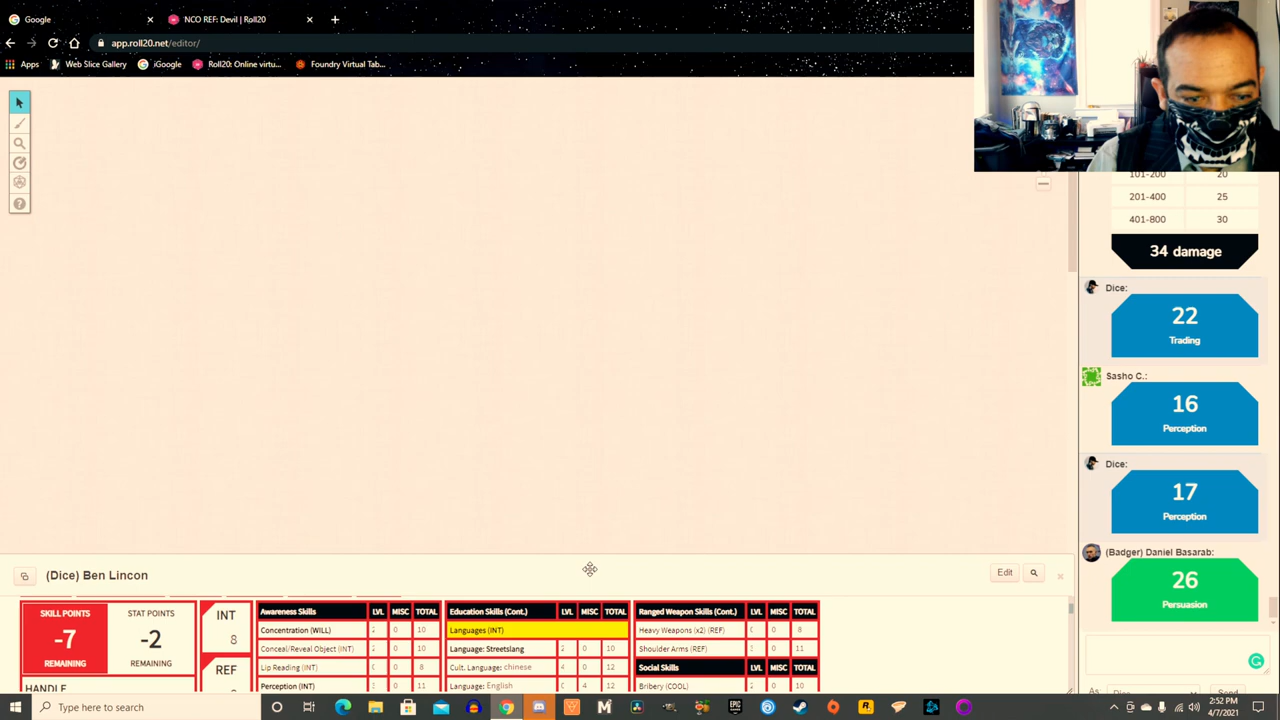 Google
NCO REF: Devil | Roll20
app.roll20.net/editor/
Apps
Web Slice Gallery
iGoogle
Roll20: Online virtu...
Foundry Virtual Tab...
101-200 20
201-400 25
401-800 30
34 damage
Dice:
22
Trading
Sasho C.:
16
Perception
Dice:
17
Perception
(Badger) Daniel Basarab:
26
Persuasion
(Dice) Ben Lincon
Edit
SKILL POINTS
-7
REMAINING
STAT POINTS
-2
REMAINING
HANDLE
INT
8
REF
Awareness Skills LVL MISC TOTAL
Concentration (WILL) 2 0 10
Conceal/Reveal Object (INT) 2 0 10
Lip Reading (INT) 0 8
Perception (INT) 0 11
Education Skills (Cont.) LVL MISC TOTAL
Languages (INT)
Language: Streetslang 2 0 10
Cult. Language: chinese 4 0 12
Language: English 4 12
Ranged Weapon Skills (Cont.) LVL MISC TOTAL
Heavy Weapons (x2) (REF) 0 8
Shoulder Arms (REF) 0 11
Social Skills LVL MISC TOTAL
Bribery (COOL) 2 0 10
As: Dice
Send
Type here to search
2:52 PM
4/7/2021